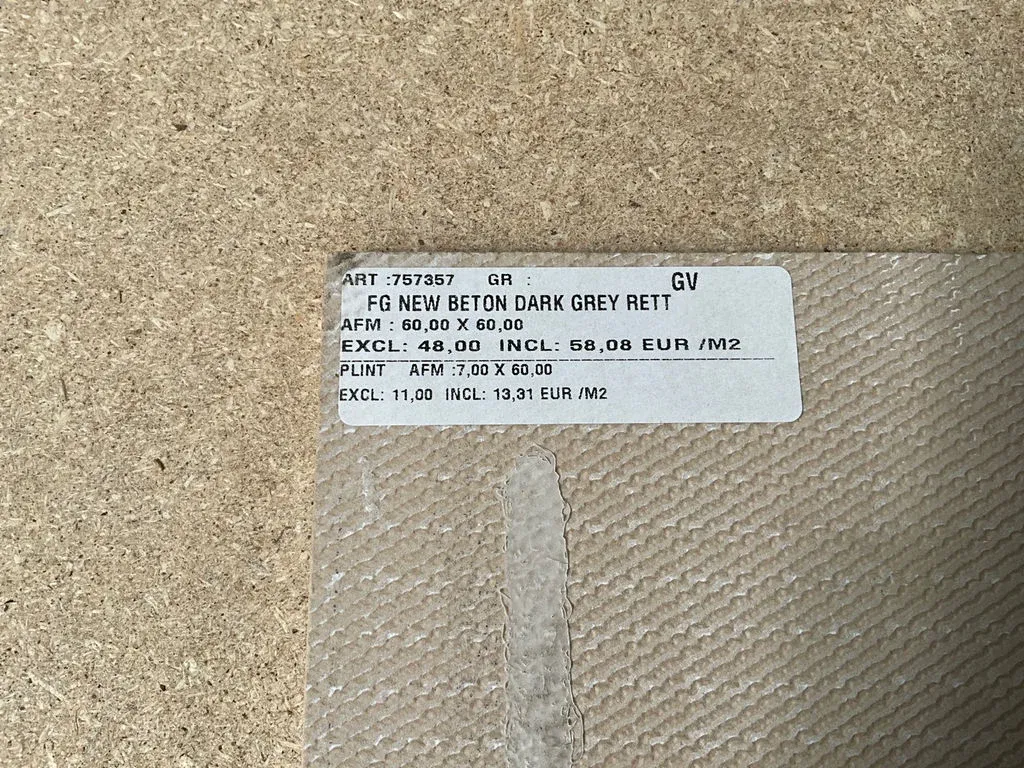 ART :757357 GR : GV
FG NEW BETON DARK GREY RETT
AFM : 60,00 X 60,00
EXCL: 48,00 INCL: 58,08 EUR /M2
PLINT AFM :7,00 X 60,00
EXCL: 11,00 INCL: 13,31 EUR /M2